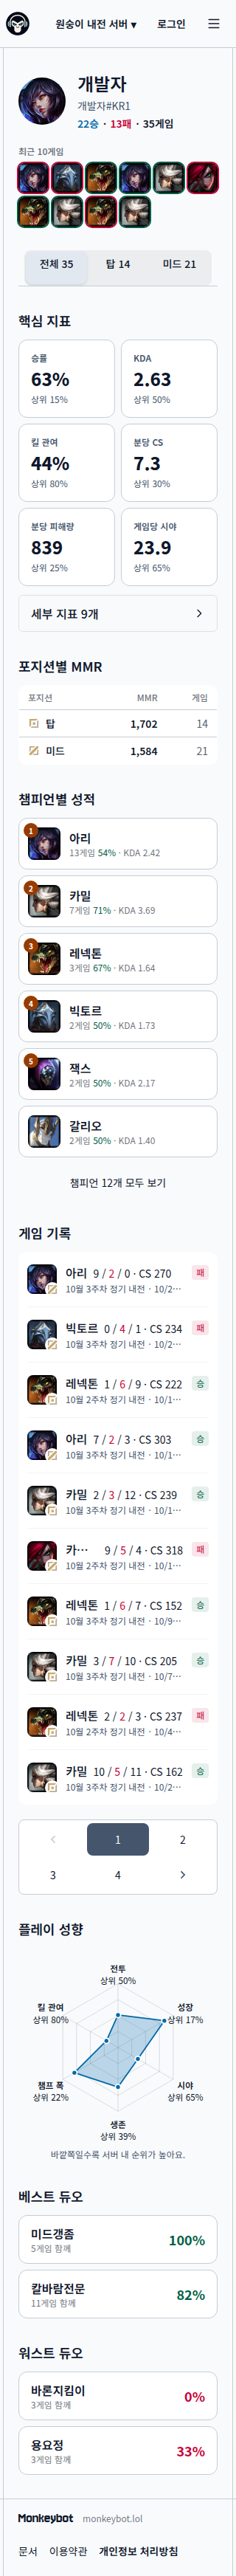 원숭이 내전 서버 ▾ 로그인
개발자
개발자#KR1
22승 · 13패 · 35게임
최근 10게임
전체 35 탑 14 미드 21
핵심 지표
승률 KDA
63% 2.63
상위 15% 상위 50%
킬 관여 분당 CS
44% 7.3
상위 80% 상위 30%
분당 피해량 게임당 시야
839 23.9
상위 25% 상위 65%
세부 지표 9개
포지션별 MMR
포지션 MMR 게임
탑 1,702 14
미드 1,584 21
챔피언별 성적
1
아리
13게임 54% · KDA 2.42
2
카밀
7게임 71% · KDA 3.69
3
레넥톤
3게임 67% · KDA 1.64
4
빅토르
2게임 50% · KDA 1.73
5
잭스
2게임 50% · KDA 2.17
갈리오
2게임 50% · KDA 1.40
챔피언 12개 모두 보기
게임 기록
아리 9 / 2 / 0 · CS 270 패
10월 3주차 정기 내전 · 10/2…
빅토르 0 / 4 / 1 · CS 234 패
10월 3주차 정기 내전 · 10/2…
레넥톤 1 / 6 / 9 · CS 222 승
10월 2주차 정기 내전 · 10/1…
아리 7 / 2 / 3 · CS 303 승
10월 3주차 정기 내전 · 10/1…
카밀 2 / 3 / 12 · CS 239 승
10월 3주차 정기 내전 · 10/1…
카… 9 / 5 / 4 · CS 318 패
10월 2주차 정기 내전 · 10/1…
레넥톤 1 / 6 / 7 · CS 152 승
10월 3주차 정기 내전 · 10/9…
카밀 3 / 7 / 10 · CS 205 승
10월 3주차 정기 내전 · 10/7…
레넥톤 2 / 2 / 3 · CS 237 패
10월 2주차 정기 내전 · 10/4…
카밀 10 / 5 / 11 · CS 162 승
10월 3주차 정기 내전 · 10/2…
1 2
3 4
플레이 성향
전투
상위 50%
킬 관여 성장
상위 80% 상위 17%
챔프 폭 시야
상위 22% 상위 65%
생존
상위 39%
바깥쪽일수록 서버 내 순위가 높아요.
베스트 듀오
미드갱좀 100%
5게임 함께
칼바람전문 82%
11게임 함께
워스트 듀오
바론지킴이 0%
3게임 함께
용요정 33%
3게임 함께
Monkeybot monkeybot.lol
문서 이용약관 개인정보 처리방침